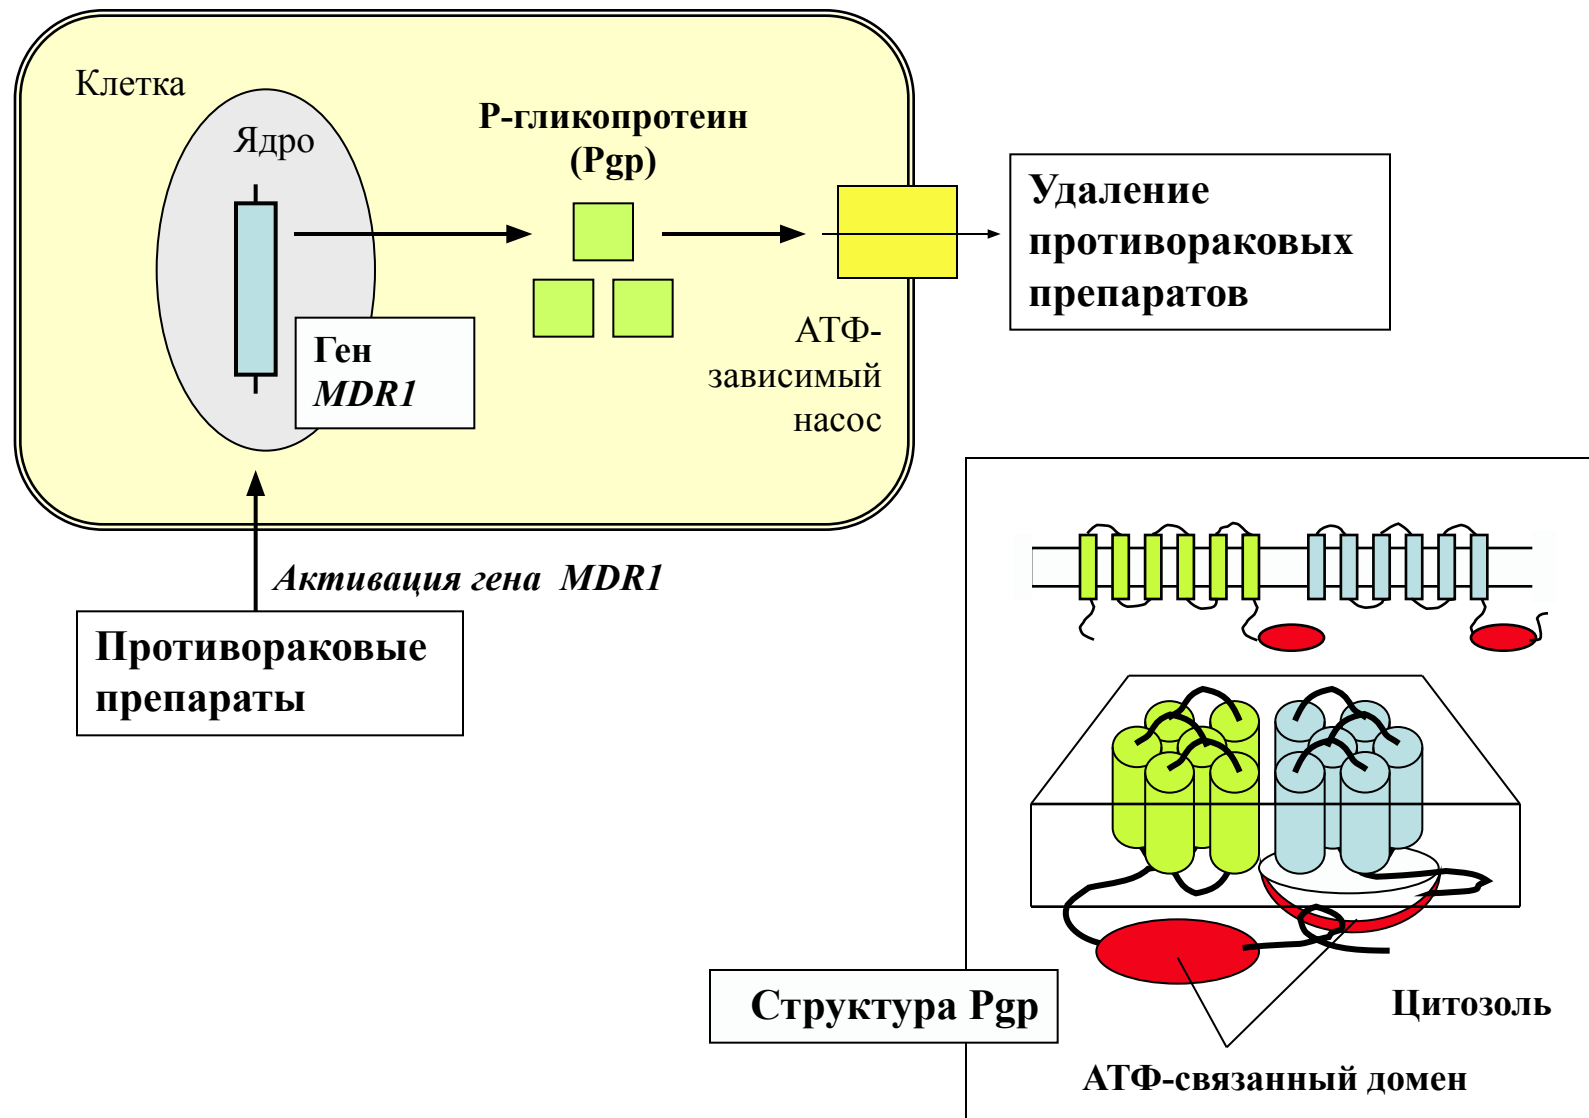 Клетка
Ядро
Р-гликопротеин
(Pgp)
Удаление
противораковых
препаратов
АТФ-
зависимый
насос
Ген
MDR1
Активация гена MDR1
Противораковые
препараты
Структура Pgp
Цитозоль
АТФ-связанный домен